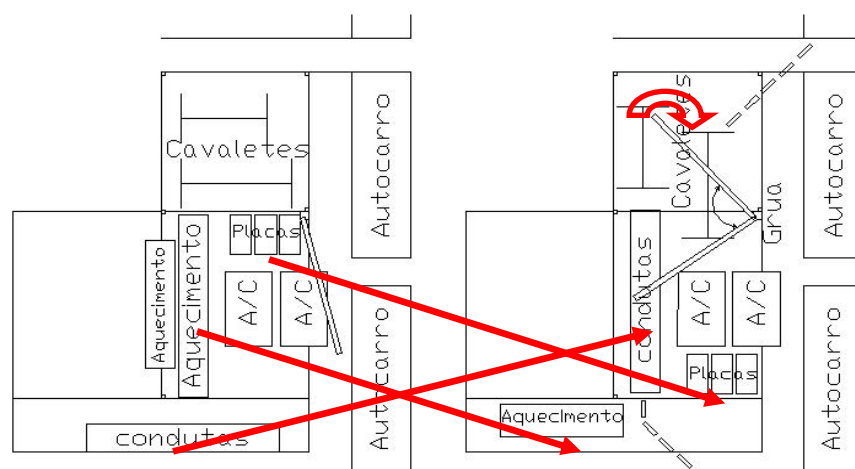 Cavaletes
Autocarro
Placas
Aquecimento
Aquecimento
A/C
A/C
Autocarro
condutas
Cavaletes
Autocarro
Grua
condutas
A/C
A/C
Placas
Autocarro
Aquecimento